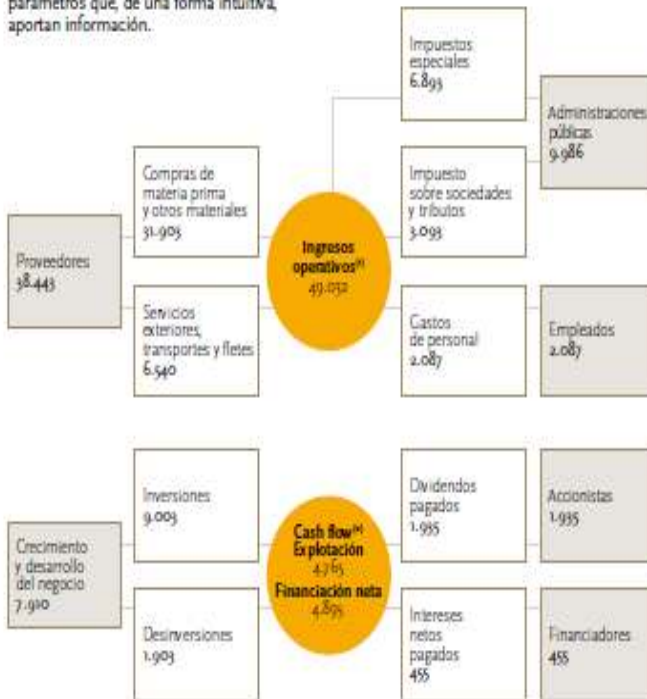 parámetros que, de una forma intuitiva,
aportan información.
Impuestos
especiales
6.893
Administraciones
públicas
9.986
Compras de
materia prima
y otros materiales
31.903
Impuesto
sobre sociedades
y tributos
3.093
Proveedores
38.443
Ingresos
operativos(*)
49.032
Servicios
exteriores,
transportes y fletes
6.540
Gastos
de personal
2.087
Empleados
2.087
Inversiones
9.003
Dividendos
pagados
1.935
Accionistas
1.935
Crecimiento
y desarrollo
del negocio
7.910
Cash flow(*)
Explotación
4.765
Financiación neta
4.895
Desinversiones
1.903
Intereses
netos
pagados
455
Financiadores
455